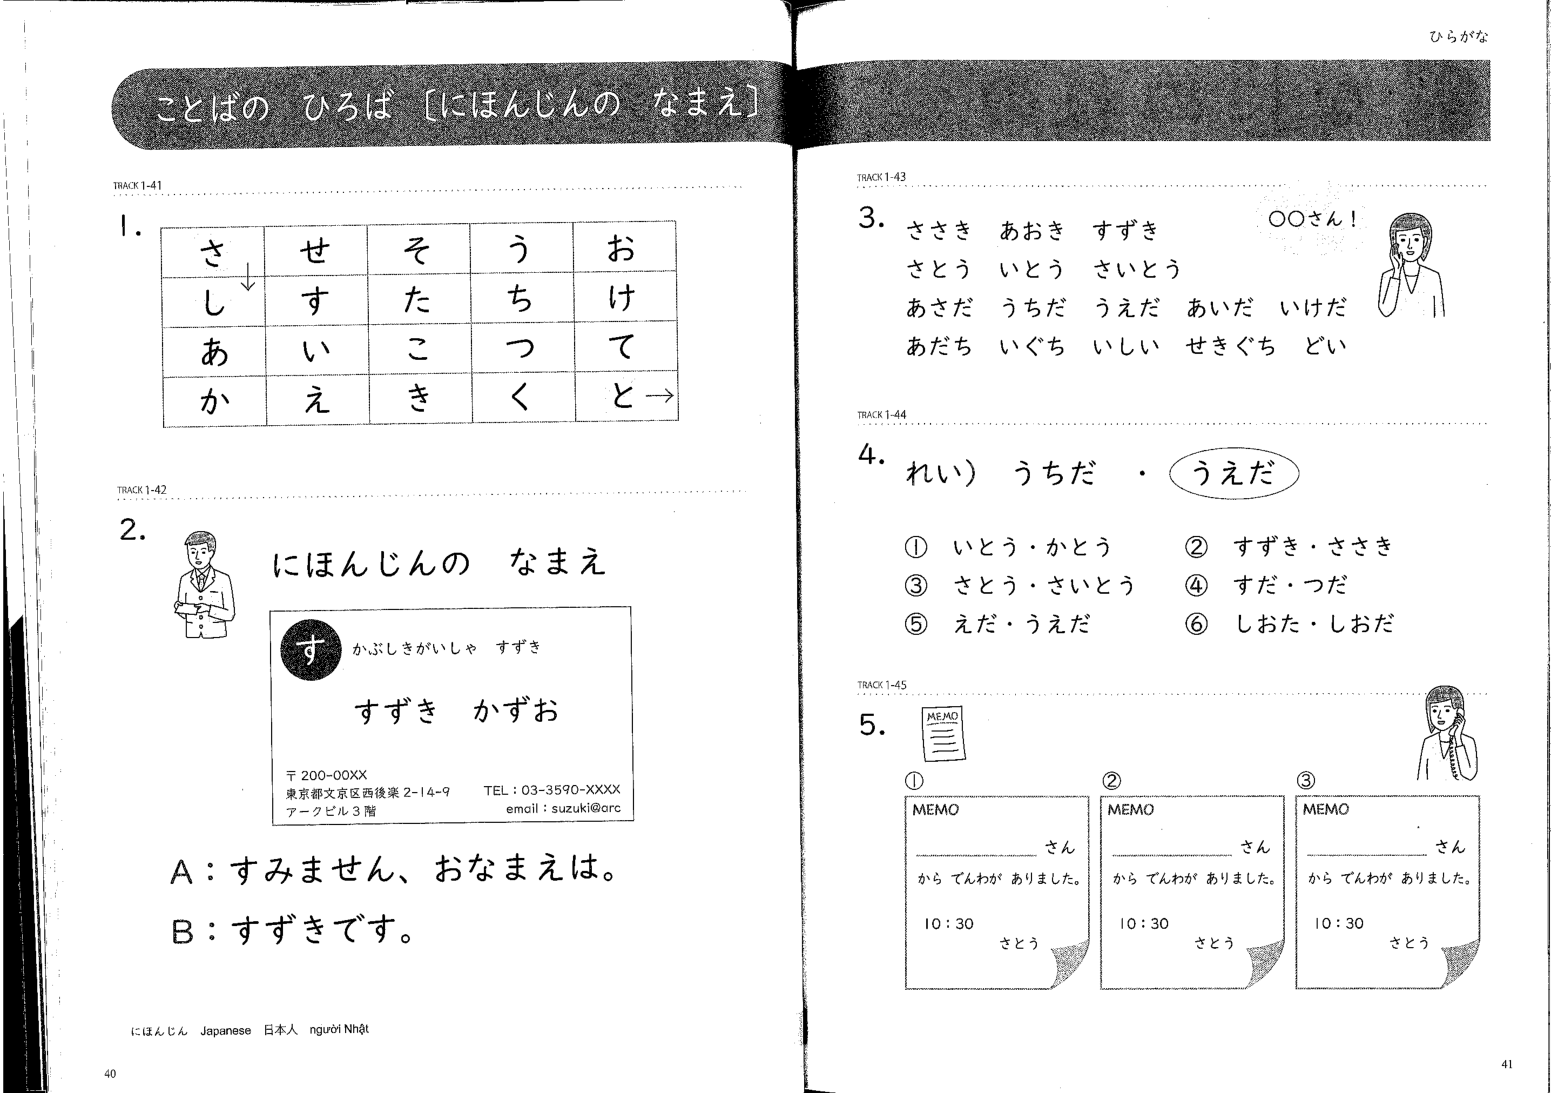 ことばの ひろば 〔にほんじんの なまえ〕
TRACK 1-41
1.
さ せ そ う お
し す た ち け
あ い こ つ て
か え き く と →
TRACK 1-42
2.
にほんじんの なまえ
す かぶしきがいしゃ すずき
すずき かずお
〒200-00XX
東京都文京区西後楽2-14-9 TEL:03-3590-XXXX
アークビル3階 email:suzuki@arc
A:すみません、おなまえは。
B:すずきです。
にほんじん Japanese 日本人 người Nhật
40
ひらがな
TRACK 1-43
3.
ささき あおき すずき
○○さん!
さとう いとう さいとう
あさだ うちだ うえだ あいだ いけだ
あだち いぐち いしい せきぐち どい
TRACK 1-44
4.
れい) うちだ ・ うえだ
① いとう・かとう ② すずき・ささき
③ さとう・さいとう ④ すだ・つだ
⑤ えだ・うえだ ⑥ しおた・しおだ
TRACK 1-45
5.
MEMO
① ② ③
MEMO
さん
から でんわが ありました。
10:30
さとう
MEMO
さん
から でんわが ありました。
10:30
さとう
MEMO
さん
から でんわが ありました。
10:30
さとう
41